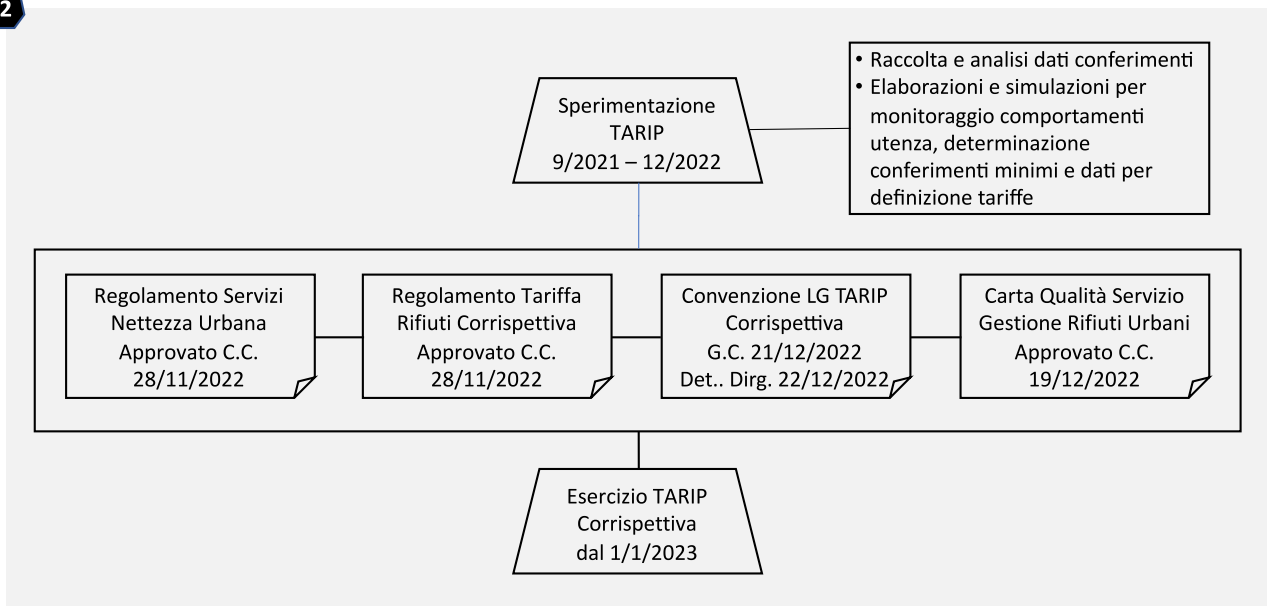 2
Sperimentazione
TARIP
9/2021 – 12/2022
• Raccolta e analisi dati conferimenti
• Elaborazioni e simulazioni per
monitoraggio comportamenti
utenza, determinazione
conferimenti minimi e dati per
definizione tariffe
Regolamento Servizi
Nettezza Urbana
Approvato C.C.
28/11/2022
Regolamento Tariffa
Rifiuti Corrispettiva
Approvato C.C.
28/11/2022
Convenzione LG TARIP
Corrispettiva
G.C. 21/12/2022
Det.. Dirg. 22/12/2022
Carta Qualità Servizio
Gestione Rifiuti Urbani
Approvato C.C.
19/12/2022
Esercizio TARIP
Corrispettiva
dal 1/1/2023